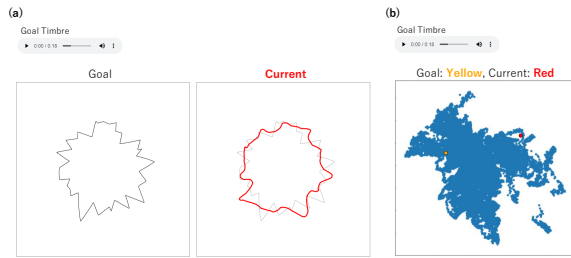 (a)
Goal Timbre
0:00 / 0:18
Goal
Current
(b)
Goal Timbre
0:00 / 0:18
Goal: Yellow, Current: Red